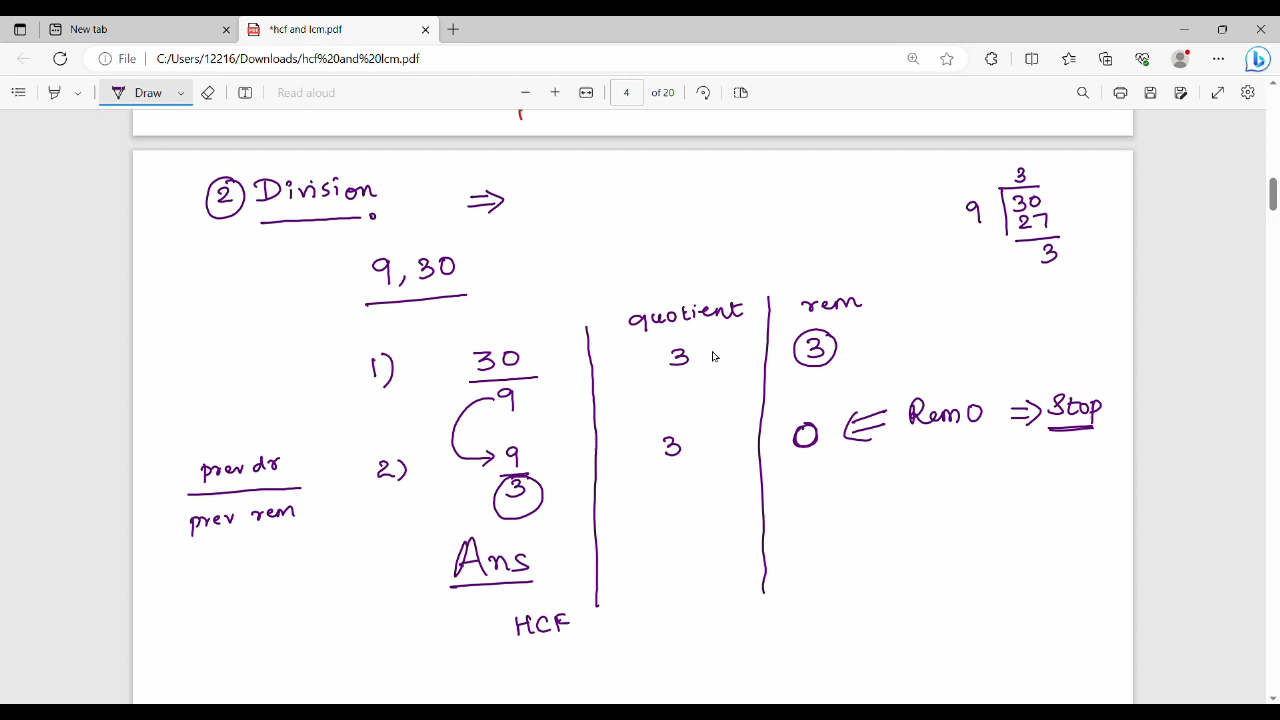 New tab
*hcf and lcm.pdf
File C:/Users/12216/Downloads/hcf%20and%20lcm.pdf
Draw
Read aloud
4 of 20
② Division ⇒
3
9 30
27
3
9, 30
quotient rem
1) 30 3 3
9
Rem 0 ⇒ Stop
2) 9 3 0
3
prev dr
prev rem
Ans
HCF